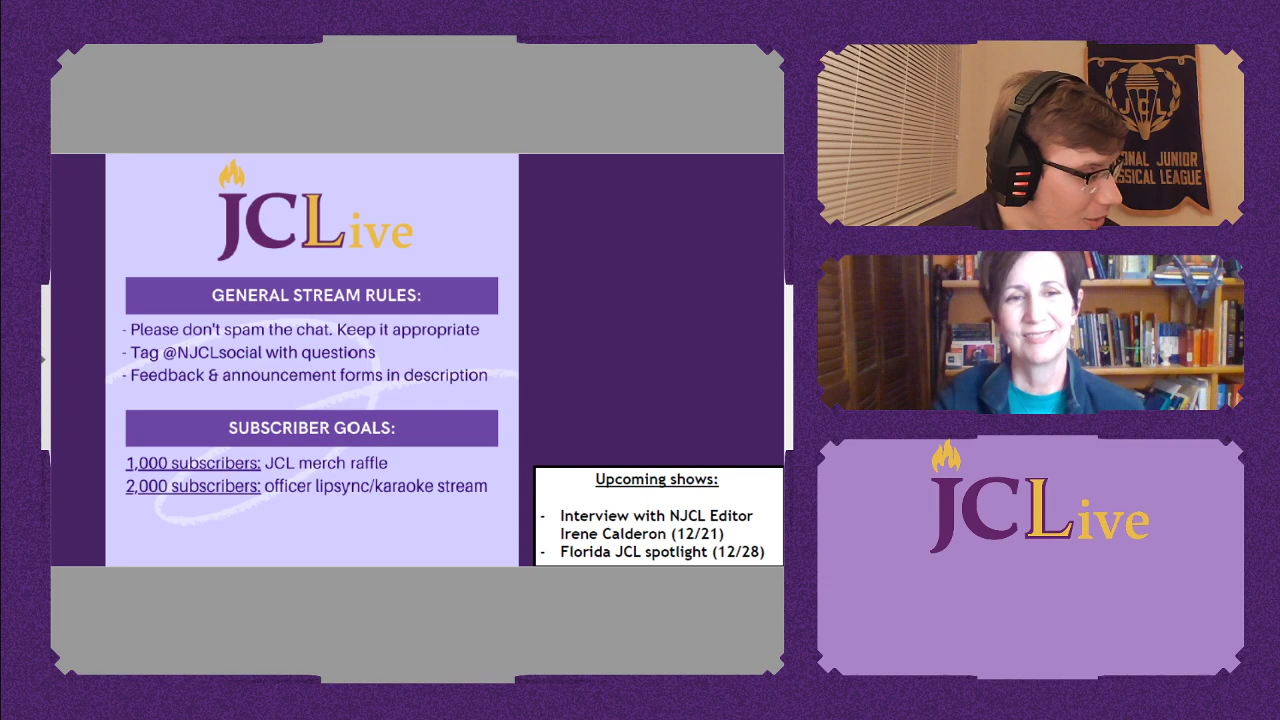 JCLive
GENERAL STREAM RULES:
- Please don't spam the chat. Keep it appropriate
- Tag @NJCLsocial with questions
- Feedback & announcement forms in description
SUBSCRIBER GOALS:
1,000 subscribers: JCL merch raffle
2,000 subscribers: officer lipsync/karaoke stream
Upcoming shows:
- Interview with NJCL Editor
Irene Calderon (12/21)
- Florida JCL spotlight (12/28)
JCL
ONAL JUNIOR
SSICAL LEAGUE
JCLive